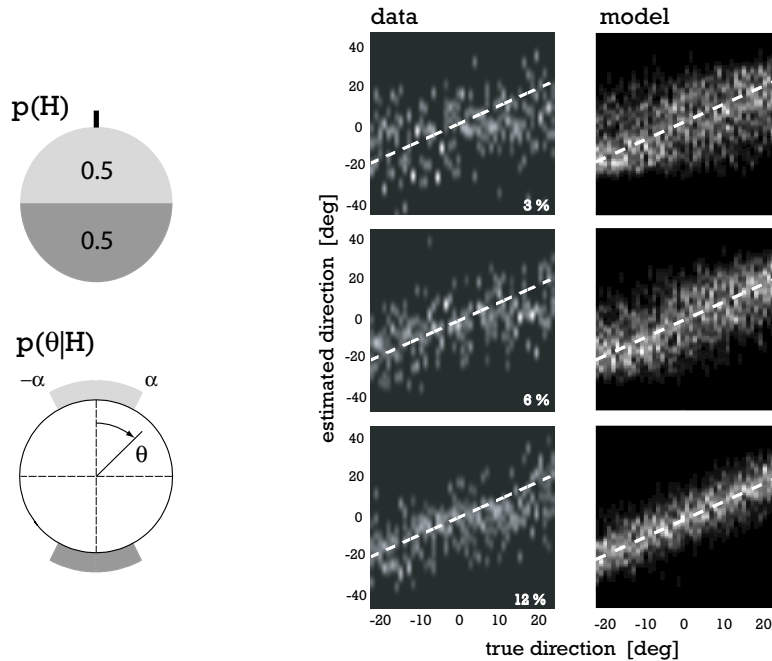 p(H)
0.5
0.5
p(θ|H)
−α
α
θ
data
model
estimated direction [deg]
40
20
0
-20
-40
3 %
40
20
0
-20
-40
6 %
40
20
0
-20
-40
12 %
-20 -10 0 10 20
-20 -10 0 10 20
true direction [deg]